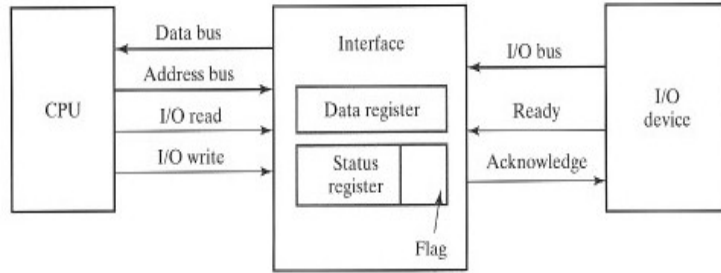 CPU
Data bus
Address bus
I/O read
I/O write
Interface
Data register
Status
register
Flag
I/O bus
Ready
Acknowledge
I/O
device